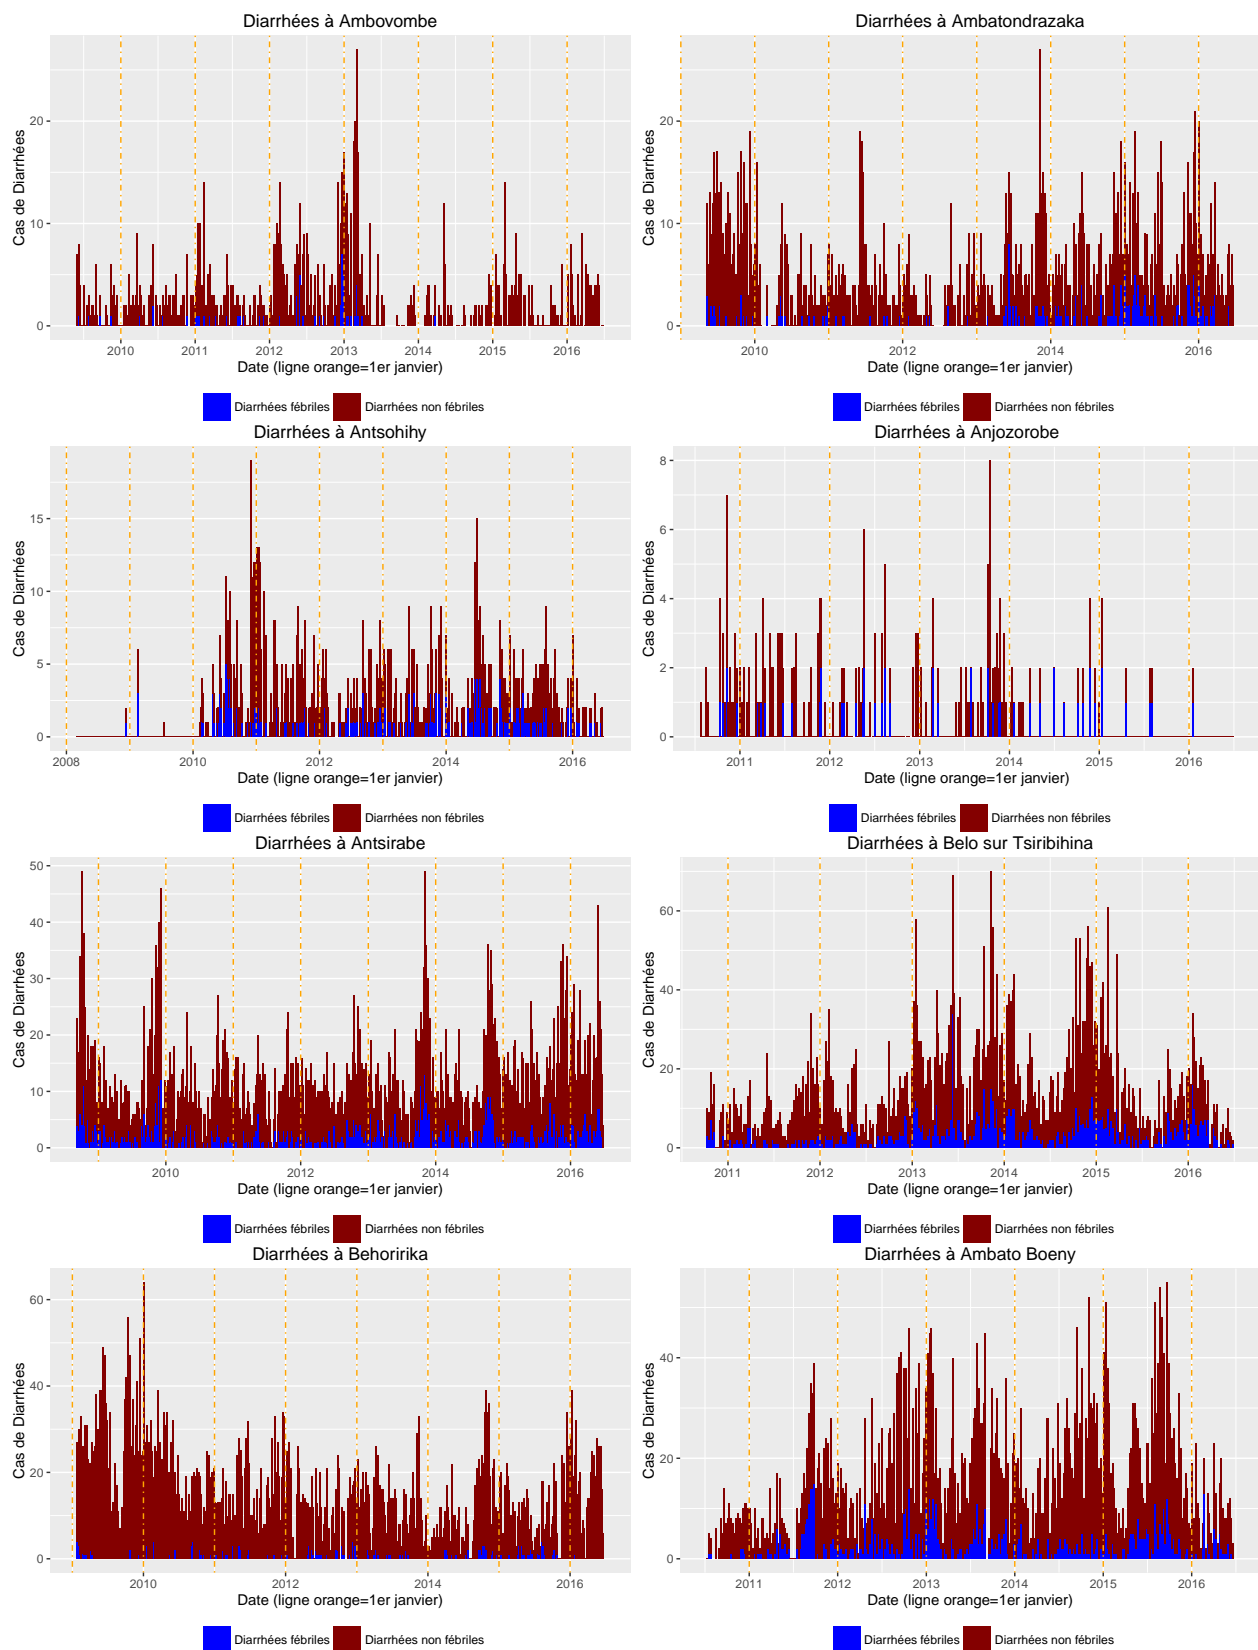 Diarrhées à Ambovombe
Cas de Diarrhées
20
10
0
2010 2011 2012 2013 2014 2015 2016
Date (ligne orange=1er janvier)
Diarrhées fébriles Diarrhées non fébriles
Diarrhées à Ambatondrazaka
Cas de Diarrhées
20
10
0
2010 2012 2014 2016
Date (ligne orange=1er janvier)
Diarrhées fébriles Diarrhées non fébriles
Diarrhées à Antsohihy
Cas de Diarrhées
15
10
5
0
2008 2010 2012 2014 2016
Date (ligne orange=1er janvier)
Diarrhées fébriles Diarrhées non fébriles
Diarrhées à Anjozorobe
Cas de Diarrhées
8
6
4
2
0
2011 2012 2013 2014 2015 2016
Date (ligne orange=1er janvier)
Diarrhées fébriles Diarrhées non fébriles
Diarrhées à Antsirabe
Cas de Diarrhées
50
40
30
20
10
0
2010 2012 2014 2016
Date (ligne orange=1er janvier)
Diarrhées fébriles Diarrhées non fébriles
Diarrhées à Belo sur Tsiribihina
Cas de Diarrhées
60
40
20
0
2011 2012 2013 2014 2015 2016
Date (ligne orange=1er janvier)
Diarrhées fébriles Diarrhées non fébriles
Diarrhées à Behoririka
Cas de Diarrhées
60
40
20
0
2010 2012 2014 2016
Date (ligne orange=1er janvier)
Diarrhées fébriles Diarrhées non fébriles
Diarrhées à Ambato Boeny
Cas de Diarrhées
40
20
0
2011 2012 2013 2014 2015 2016
Date (ligne orange=1er janvier)
Diarrhées fébriles Diarrhées non fébriles